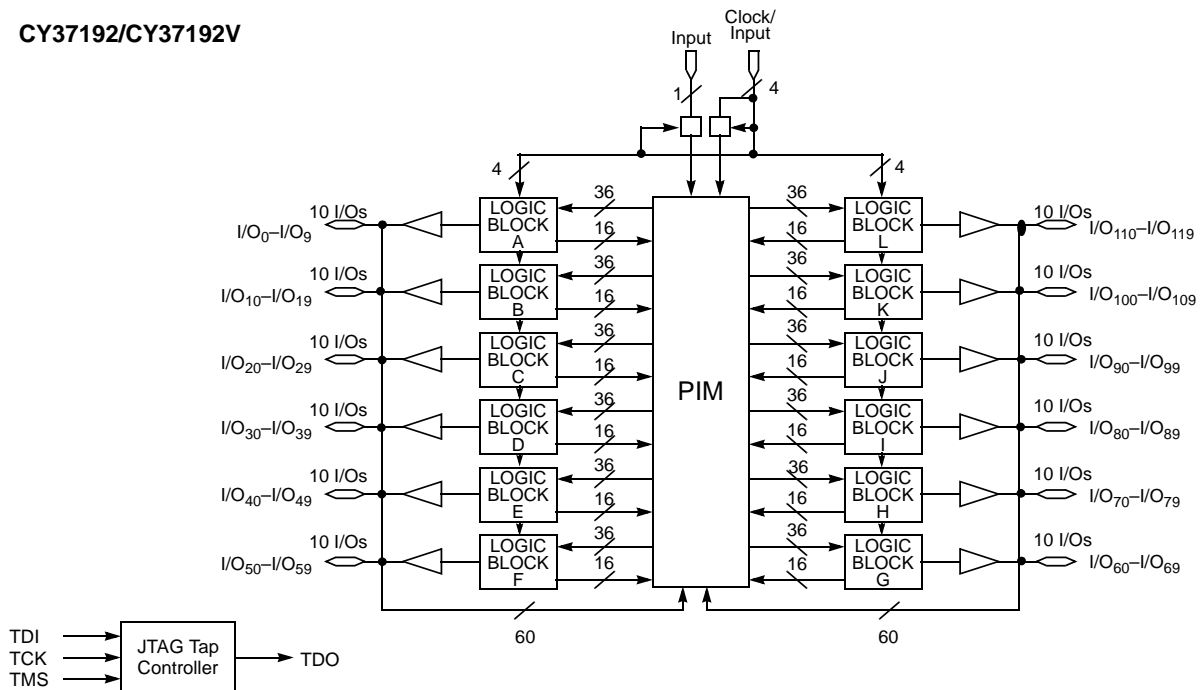 CY37192/CY37192V
Clock/
Input
Input
1
4
4
4
10 I/Os
I/O0–I/O9
LOGIC
BLOCK
A
36
16
36
16
LOGIC
BLOCK
L
10 I/Os
I/O110–I/O119
10 I/Os
I/O10–I/O19
LOGIC
BLOCK
B
36
16
36
16
LOGIC
BLOCK
K
10 I/Os
I/O100–I/O109
10 I/Os
I/O20–I/O29
LOGIC
BLOCK
C
36
16
PIM
36
16
LOGIC
BLOCK
J
10 I/Os
I/O90–I/O99
10 I/Os
I/O30–I/O39
LOGIC
BLOCK
D
36
16
36
16
LOGIC
BLOCK
I
10 I/Os
I/O80–I/O89
10 I/Os
I/O40–I/O49
LOGIC
BLOCK
E
36
16
36
16
LOGIC
BLOCK
H
10 I/Os
I/O70–I/O79
10 I/Os
I/O50–I/O59
LOGIC
BLOCK
F
36
16
36
16
LOGIC
BLOCK
G
10 I/Os
I/O60–I/O69
60
60
TDI
TCK
TMS
JTAG Tap
Controller
TDO